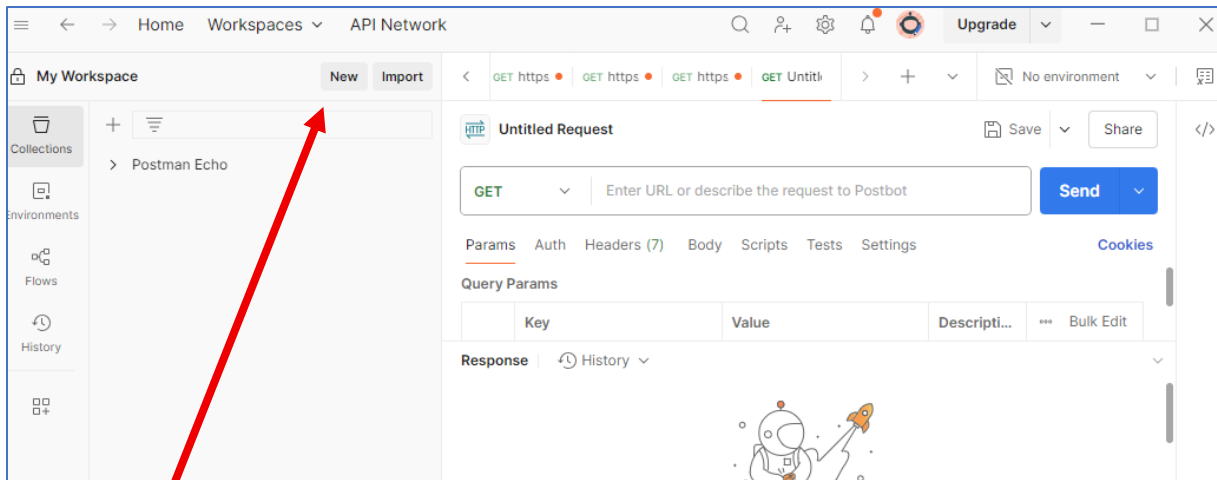 Home Workspaces API Network Upgrade
My Workspace New Import GET https GET https GET https GET Untitl No environment
Collections
HTTP Untitled Request Save Share
Postman Echo
GET Enter URL or describe the request to Postbot Send
Environments
Params Auth Headers (7) Body Scripts Tests Settings Cookies
Flows
Query Params
Key Value Descripti... Bulk Edit
History
Response History